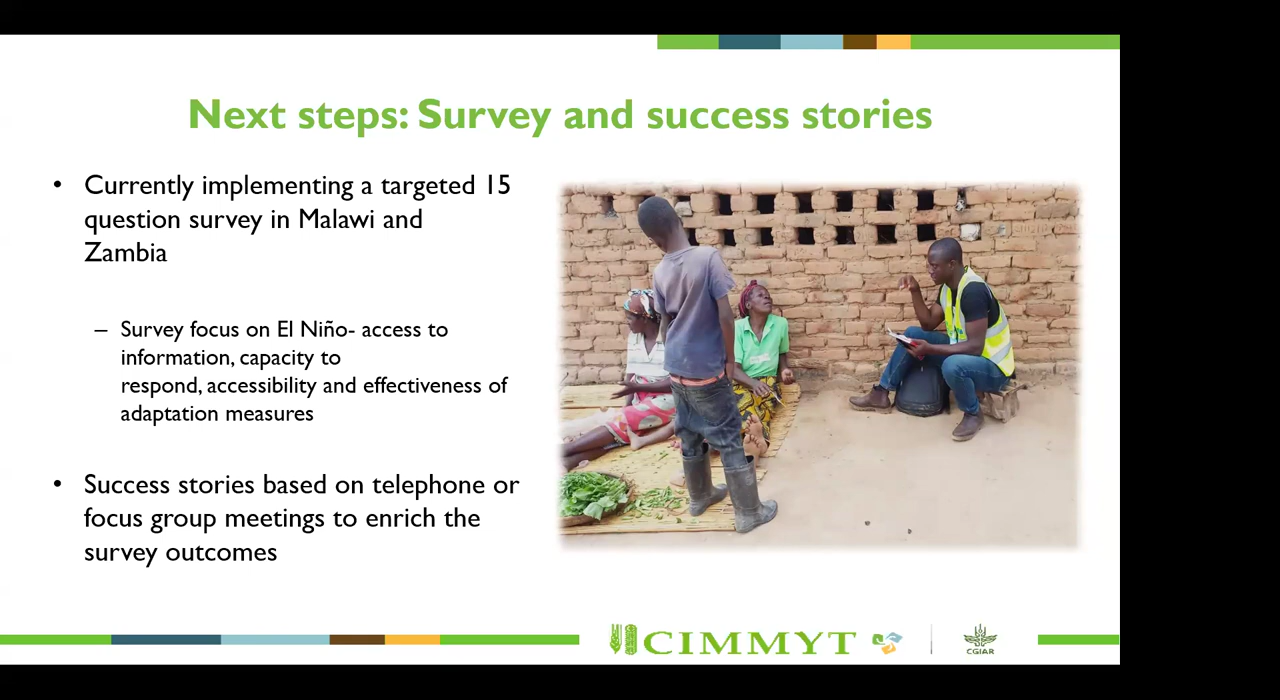 Next steps: Survey and success stories
• Currently implementing a targeted 15
question survey in Malawi and
Zambia
– Survey focus on El Niño- access to
information, capacity to
respond, accessibility and effectiveness of
adaptation measures
• Success stories based on telephone or
focus group meetings to enrich the
survey outcomes
CIMMYT
CGIAR